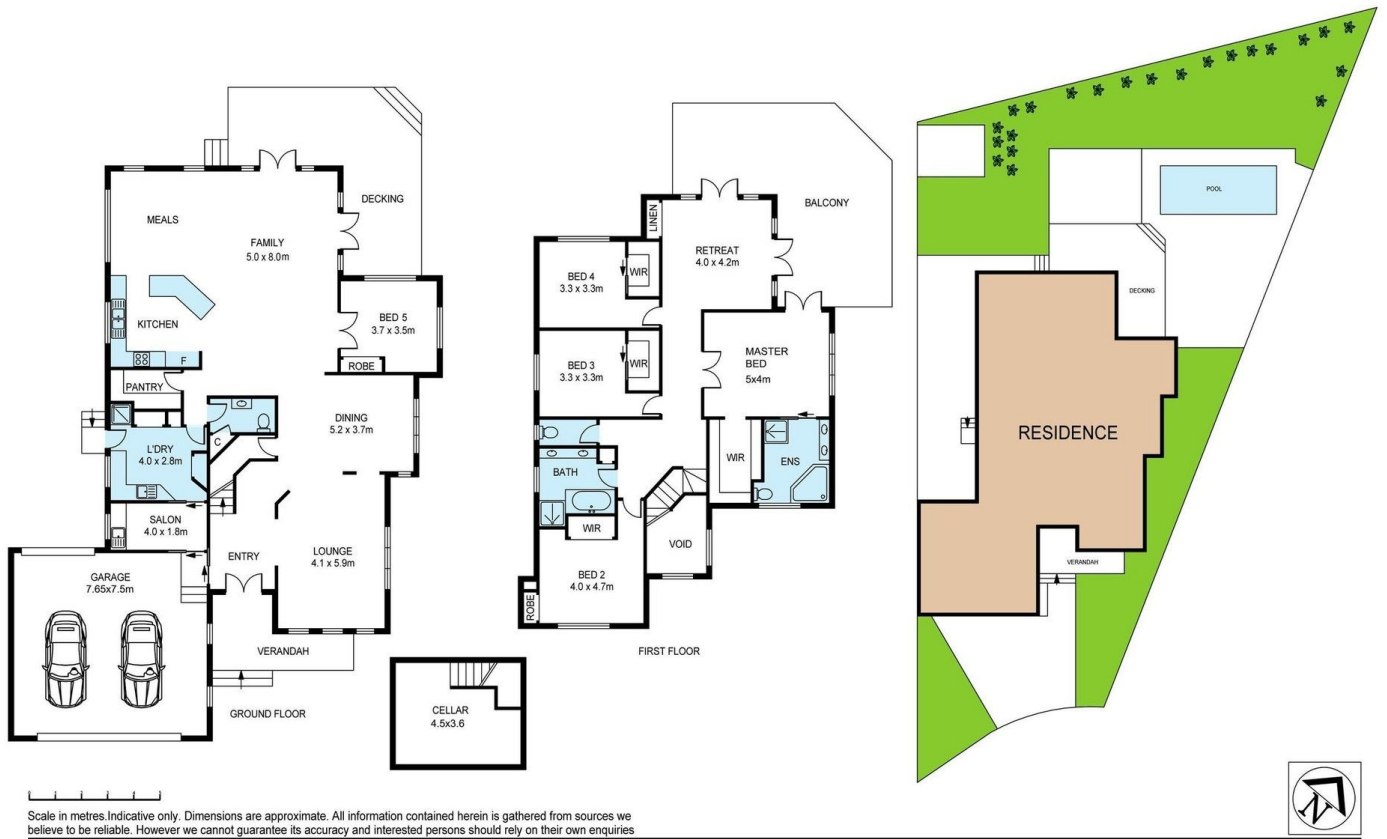 MEALS
FAMILY
5.0 x 8.0m
DECKING
KITCHEN
F
BED 5
3.7 x 3.5m
ROBE
PANTRY
C
L'DRY
4.0 x 2.8m
DINING
5.2 x 3.7m
SALON
4.0 x 1.8m
ENTRY
LOUNGE
4.1 x 5.9m
GARAGE
7.65x7.5m
VERANDAH
GROUND FLOOR
CELLAR
4.5x3.6
BALCONY
LINEN
RETREAT
4.0 x 4.2m
BED 4
3.3 x 3.3m
WIR
BED 3
3.3 x 3.3m
WIR
MASTER
BED
5x4m
BATH
WIR
ENS
WIR
VOID
BED 2
4.0 x 4.7m
ROBE
FIRST FLOOR
POOL
DECKING
RESIDENCE
VERANDAH
N
Scale in metres.Indicative only. Dimensions are approximate. All information contained herein is gathered from sources we
believe to be reliable. However we cannot guarantee its accuracy and interested persons should rely on their own enquiries